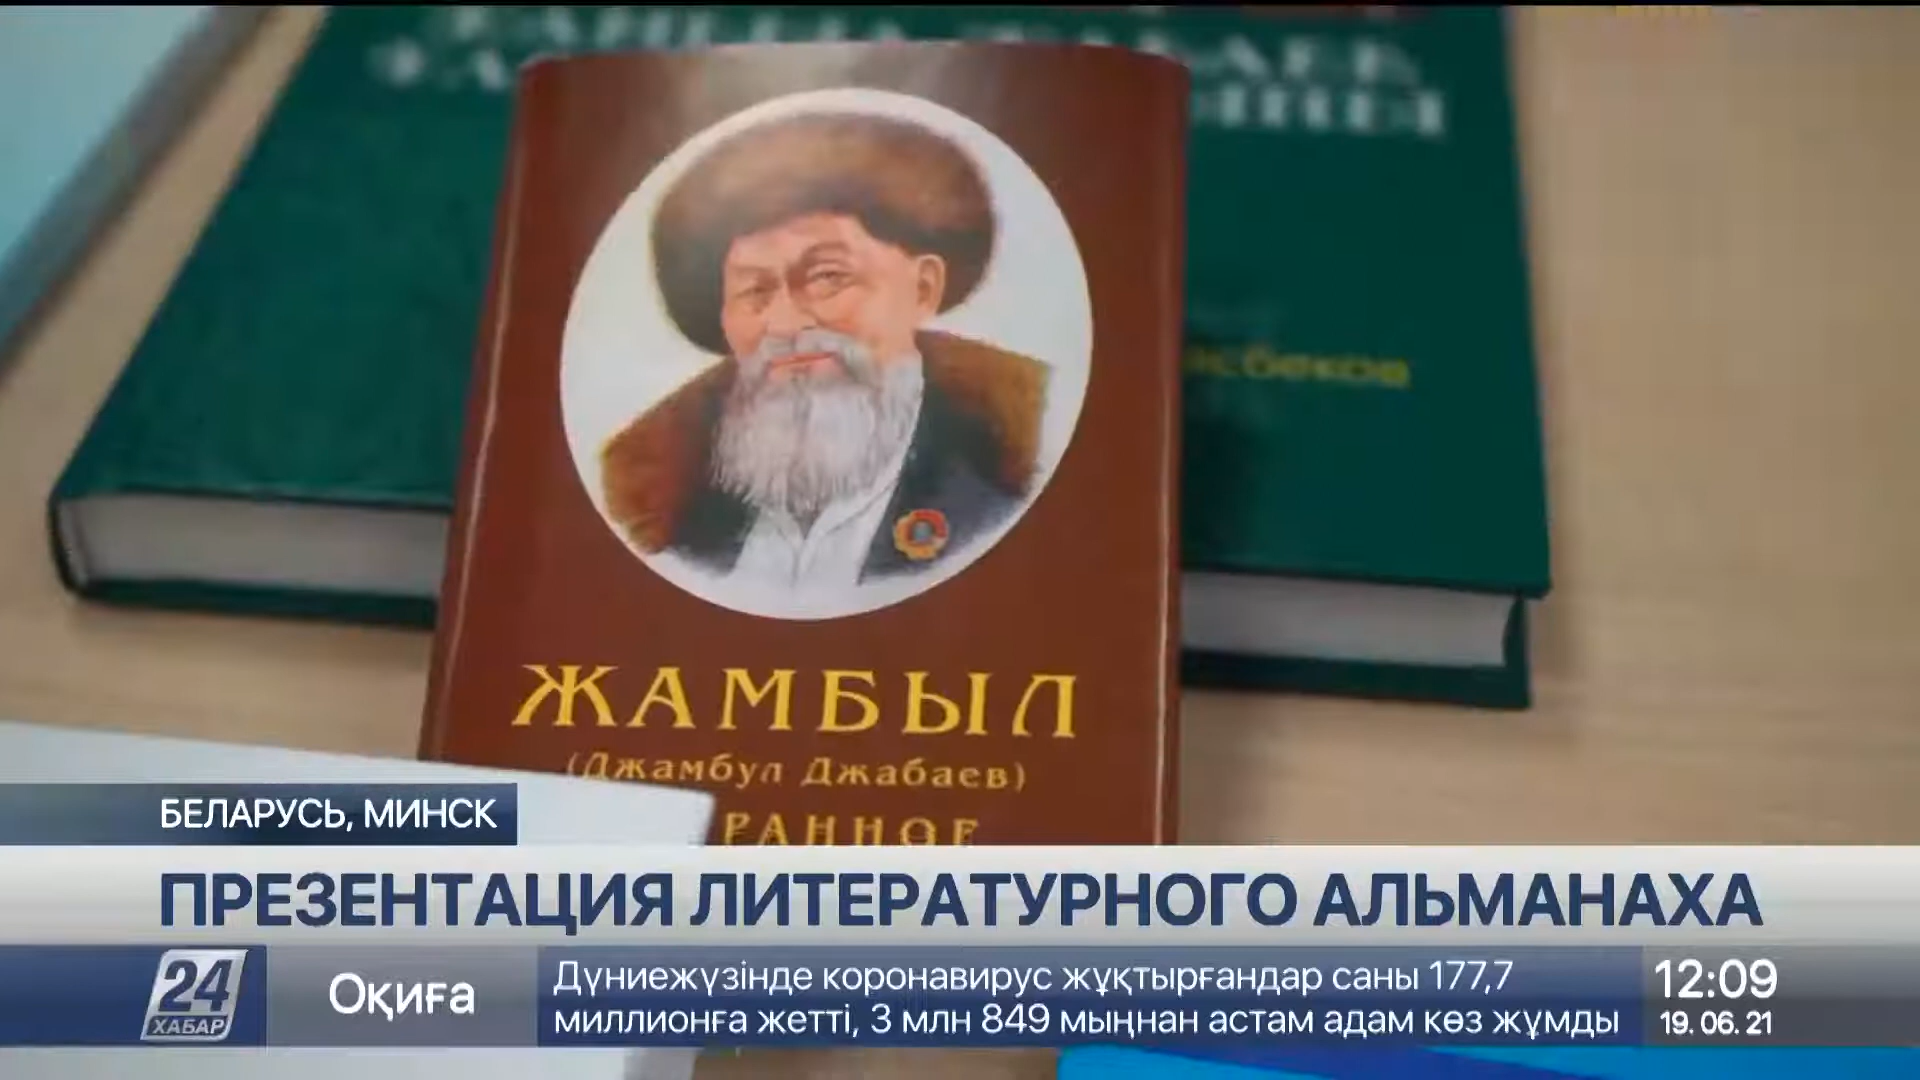 ЖАМБЫЛ
(Джамбул Джабаев)
БЕЛАРУСЬ, МИНСК
ПРЕЗЕНТАЦИЯ ЛИТЕРАТУРНОГО АЛЬМАНАХА
24
ХАБАР
Оқиға
Дүниежүзінде коронавирус жұқтырғандар саны 177,7
миллионға жетті, 3 млн 849 мыңнан астам адам көз жұмды
12:09
19. 06. 21